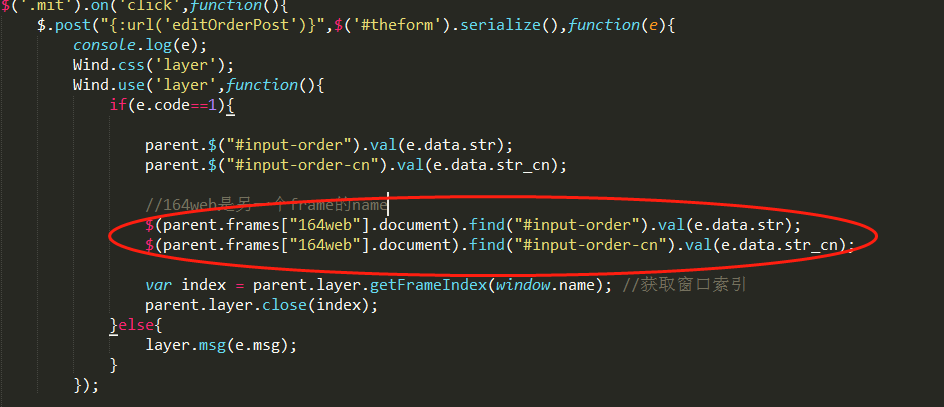 $('.mit').on('click',function(){
$.post("{:url('editOrderPost')}",$('#theform').serialize(),function(e){
console.log(e);
Wind.css('layer');
Wind.use('layer',function(){
if(e.code==1){
parent.$("#input-order").val(e.data.str);
parent.$("#input-order-cn").val(e.data.str_cn);
//164web是另一个frame的name
$(parent.frames["164web"].document).find("#input-order").val(e.data.str);
$(parent.frames["164web"].document).find("#input-order-cn").val(e.data.str_cn);
var index = parent.layer.getFrameIndex(window.name); //获取窗口索引
parent.layer.close(index);
}else{
layer.msg(e.msg);
}
});